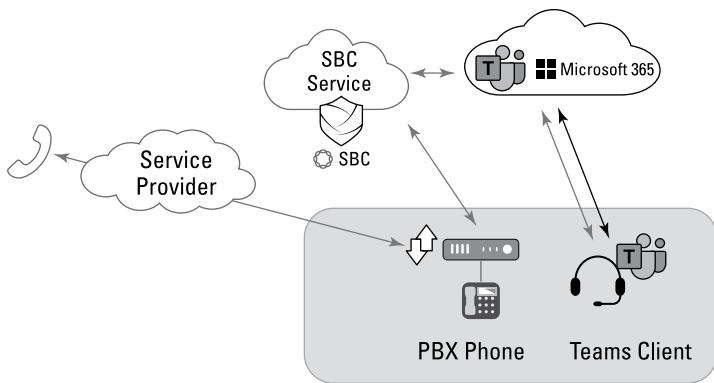 SBC
Service
SBC
T
Microsoft 365
Service
Provider
T
PBX Phone
Teams Client